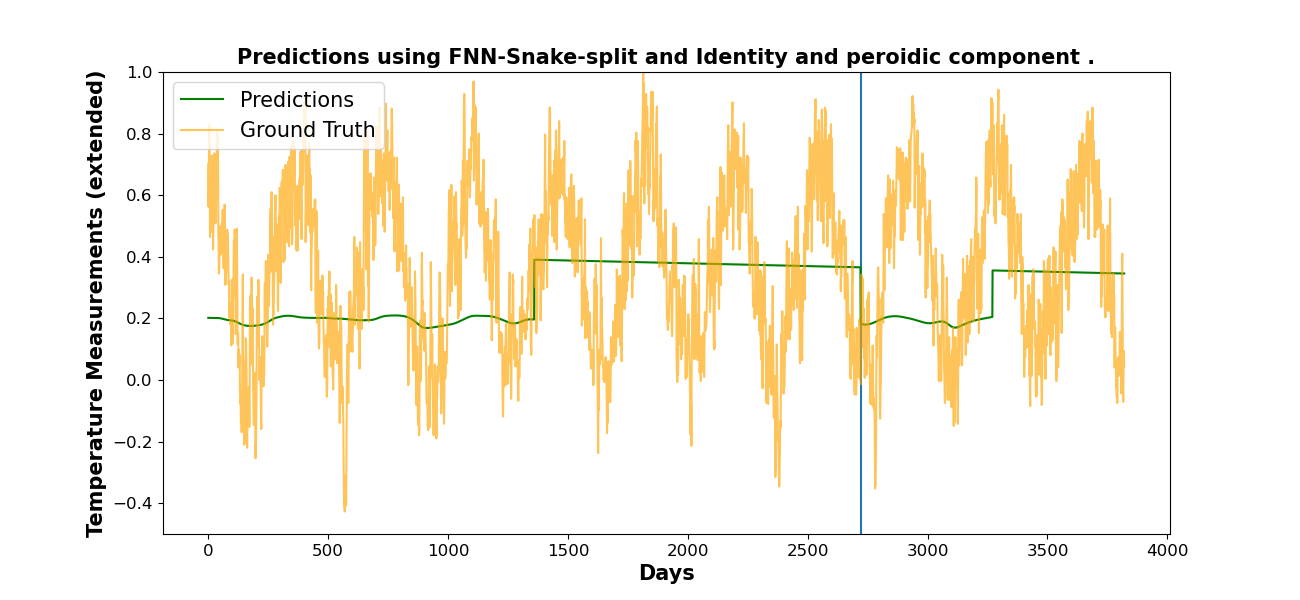 Predictions using FNN-Snake-split and Identity and peroidic component .
Temperature Measurements (extended)
1.0
0.8
0.6
0.4
0.2
0.0
−0.2
−0.4
Predictions
Ground Truth
0 500 1000 1500 2000 2500 3000 3500 4000
Days